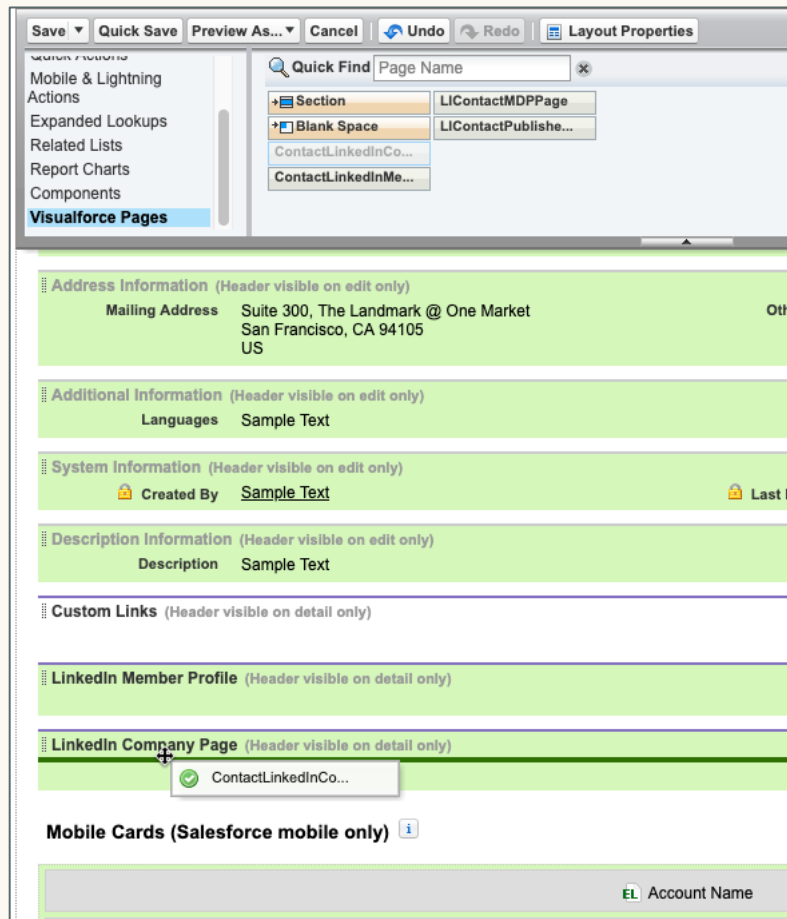 Save
Quick Save
Preview As...
Cancel
Undo
Redo
Layout Properties
Quick Actions
Mobile & Lightning
Actions
Expanded Lookups
Related Lists
Report Charts
Components
Visualforce Pages
Quick Find Page Name
Section
LIContactMDPPage
Blank Space
LIContactPublishe...
ContactLinkedInCo...
ContactLinkedInMe...
Address Information (Header visible on edit only)
Mailing Address Suite 300, The Landmark @ One Market
San Francisco, CA 94105
US
Oth
Additional Information (Header visible on edit only)
Languages Sample Text
System Information (Header visible on edit only)
Created By Sample Text
Last
Description Information (Header visible on edit only)
Description Sample Text
Custom Links (Header visible on detail only)
LinkedIn Member Profile (Header visible on detail only)
LinkedIn Company Page (Header visible on detail only)
ContactLinkedInCo...
Mobile Cards (Salesforce mobile only) i
EL Account Name